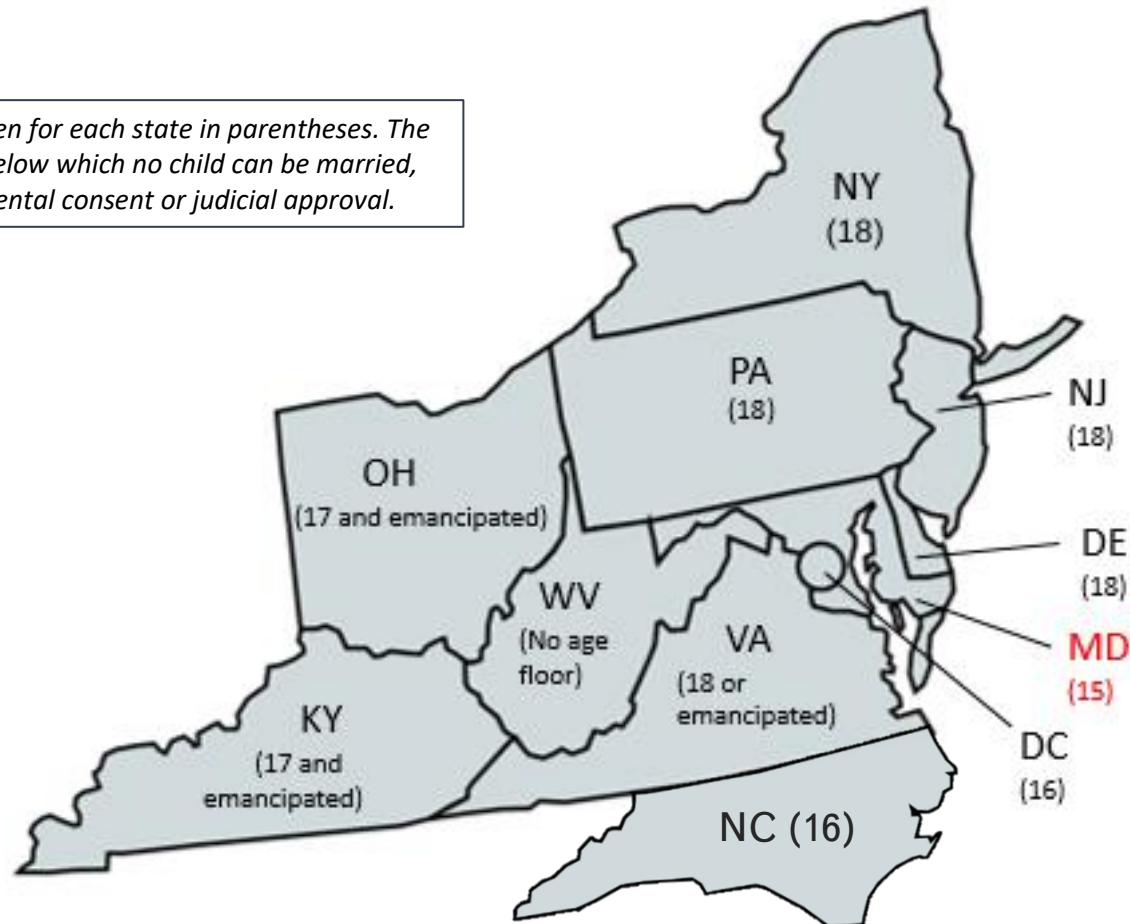 en for each state in parentheses. The
elow which no child can be married,
ental consent or judicial approval.
NY
(18)
PA
(18)
NJ
(18)
OH
(17 and emancipated)
DE
(18)
WV
(No age
floor)
VA
(18 or
emancipated)
MD
(15)
KY
(17 and
emancipated)
DC
(16)
NC (16)